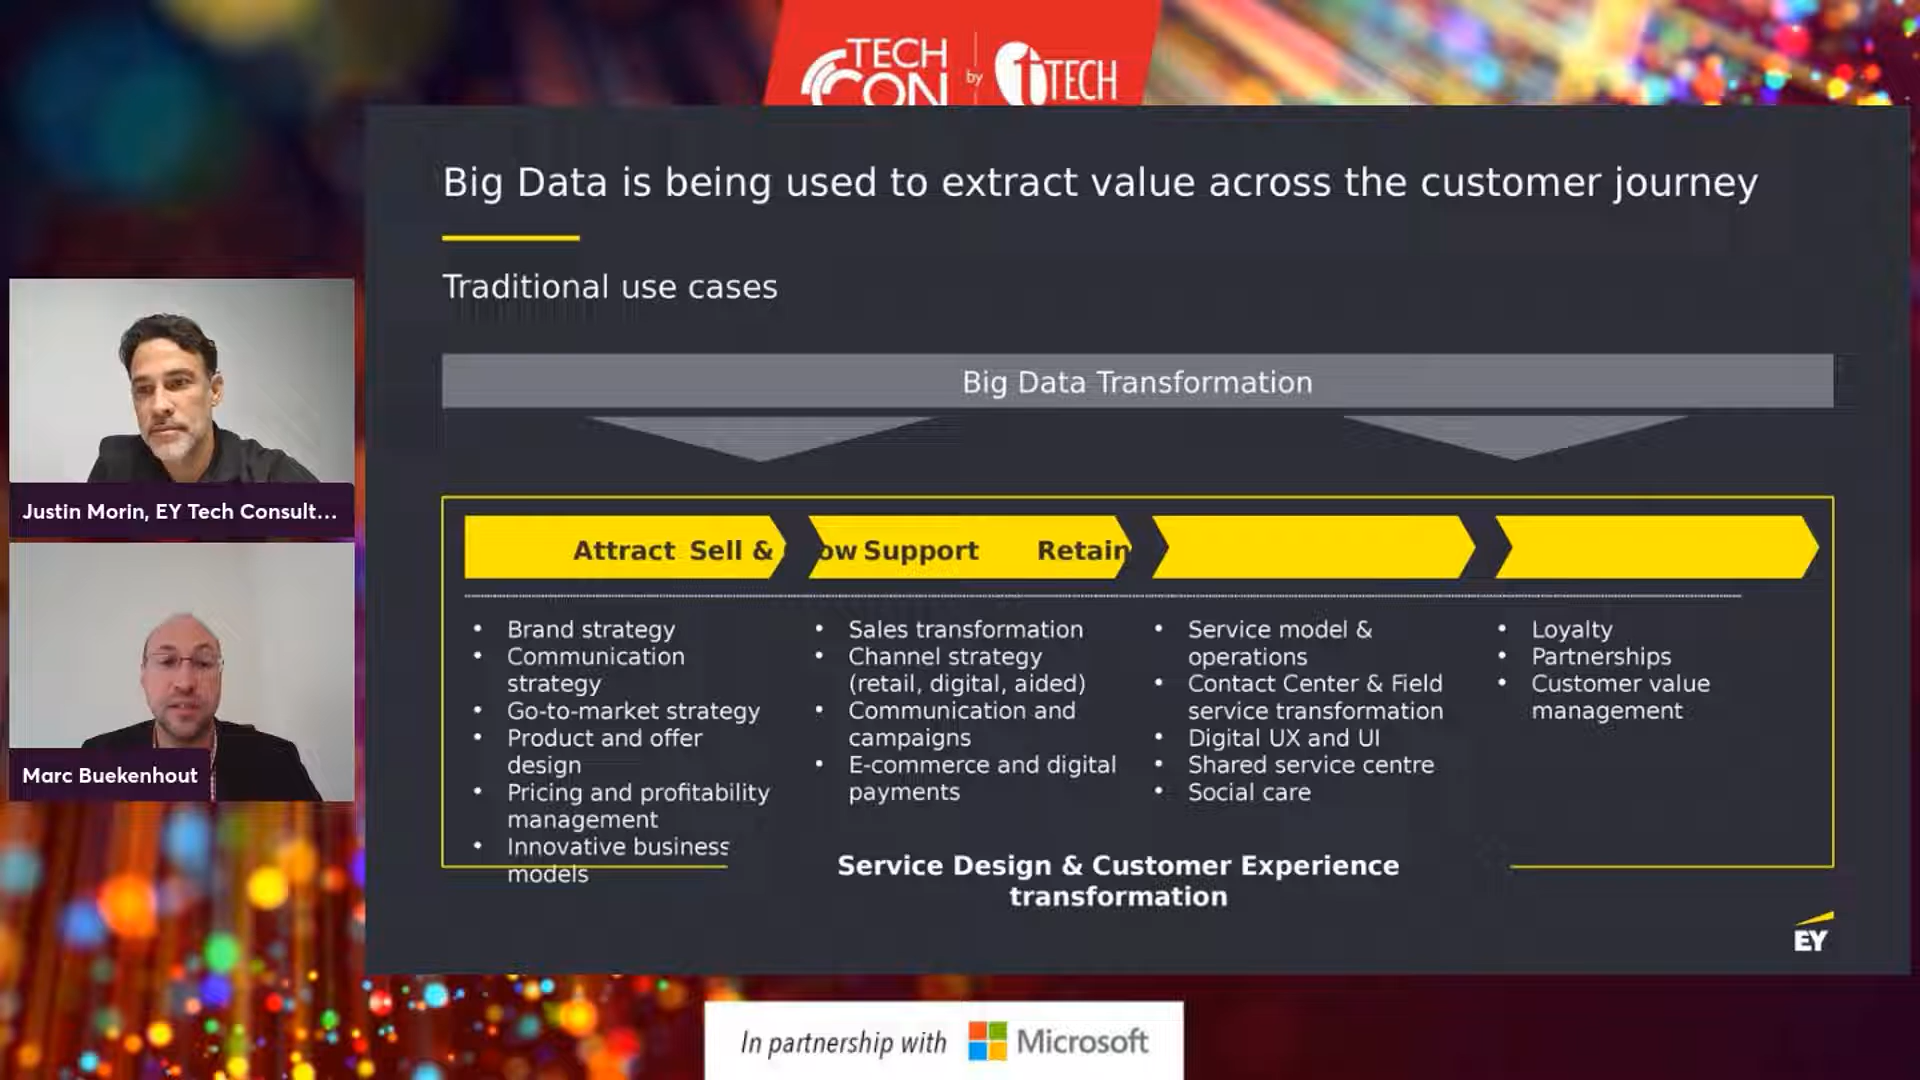 TECH
CON
by
1TECH
Big Data is being used to extract value across the customer journey
Traditional use cases
Big Data Transformation
Attract Sell & ow Support Retain
• Brand strategy
• Communication
strategy
• Go-to-market strategy
• Product and offer
design
• Pricing and profitability
management
• Innovative business
models
• Sales transformation
• Channel strategy
(retail, digital, aided)
• Communication and
campaigns
• E-commerce and digital
payments
• Service model &
operations
• Contact Center & Field
service transformation
• Digital UX and UI
• Shared service centre
• Social care
• Loyalty
• Partnerships
• Customer value
management
Service Design & Customer Experience
transformation
EY
Justin Morin, EY Tech Consult...
Marc Buekenhout
In partnership with Microsoft